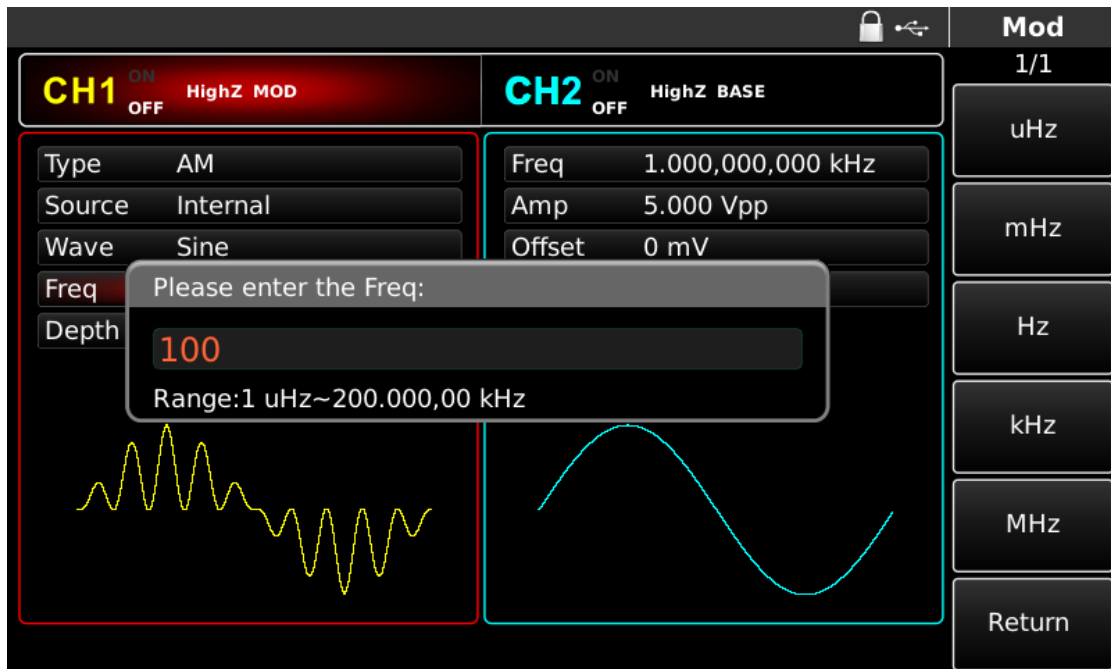 Mod
1/1
CH1 ON OFF HighZ MOD
CH2 ON OFF HighZ BASE
Type AM
Source Internal
Wave Sine
Freq
Depth
Freq 1.000,000,000 kHz
Amp 5.000 Vpp
Offset 0 mV
Please enter the Freq:
100
Range:1 uHz~200.000,00 kHz
uHz
mHz
Hz
kHz
MHz
Return